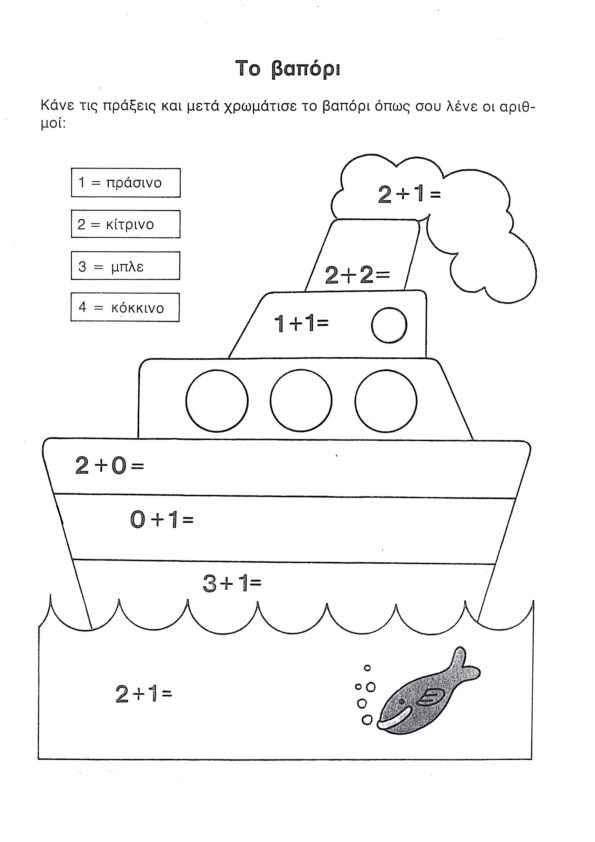 Το βαπόρι
Κάνε τις πράξεις και μετά χρωμάτισε το βαπόρι όπως σου λένε οι αριθ-
μοί:
1 = πράσινο
2 = κίτρινο
3 = μπλε
4 = κόκκινο
2+1=
2+2=
1+1=
2+0=
0+1=
3+1=
2+1=